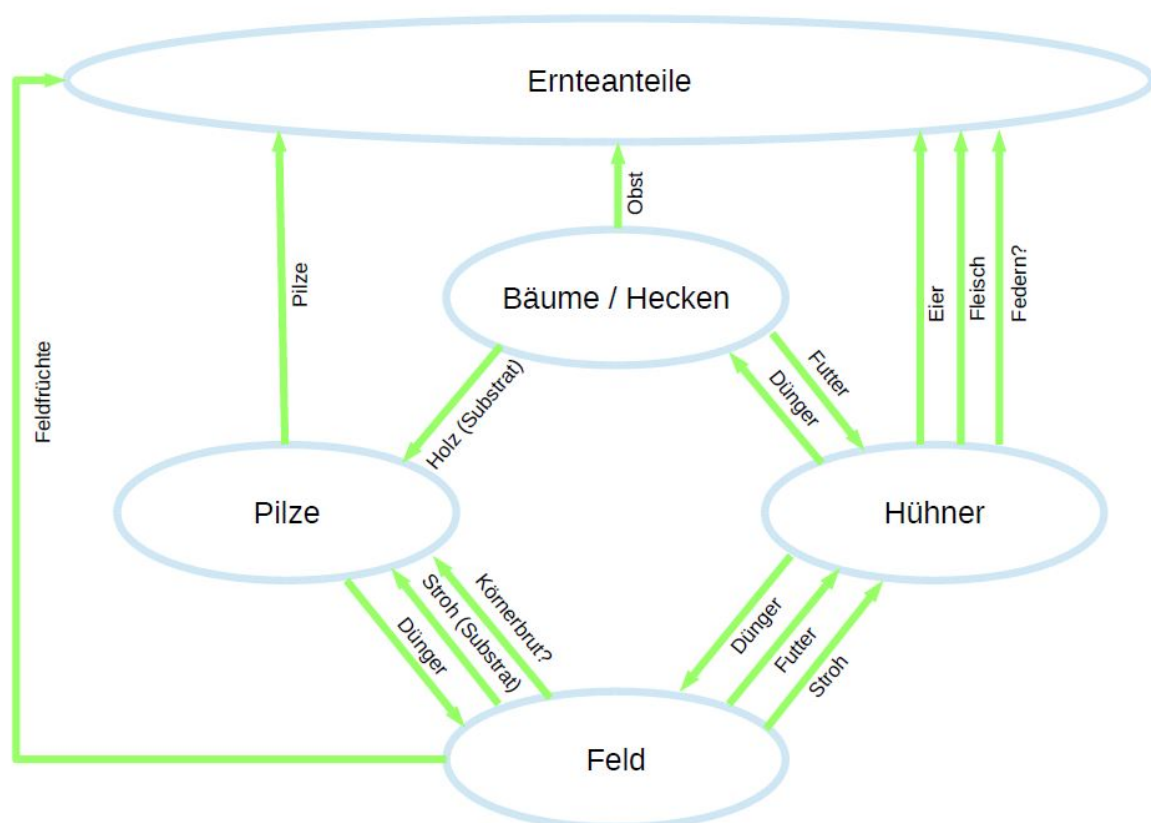 Ernteanteile
Obst
Pilze
Eier
Fleisch
Federn?
Bäume / Hecken
Feldfrüchte
Holz (Substrat)
Futter
Dünger
Pilze
Hühner
Dünger
Stroh (Substrat)
Körnerbrut?
Dünger
Futter
Stroh
Feld